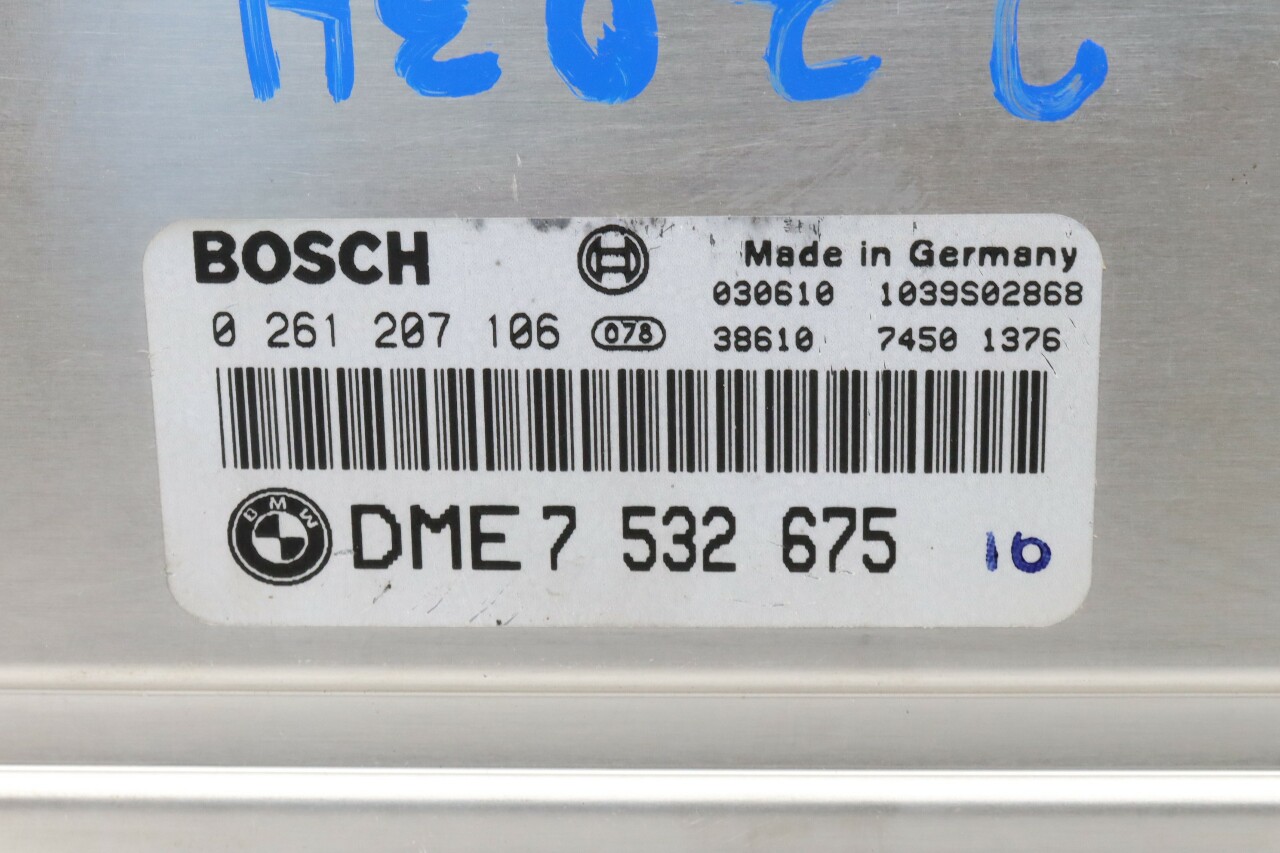 BOSCH
Made in Germany
030610 1039S02868
0 261 207 106 078
38610 7450 1376
BMW
DME 7 532 675 16